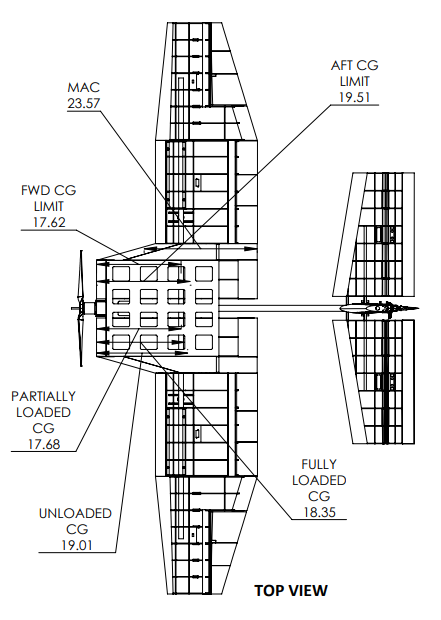 AFT CG
LIMIT
19.51
MAC
23.57
FWD CG
LIMIT
17.62
PARTIALLY
LOADED
CG
17.68
FULLY
LOADED
CG
18.35
UNLOADED
CG
19.01
TOP VIEW